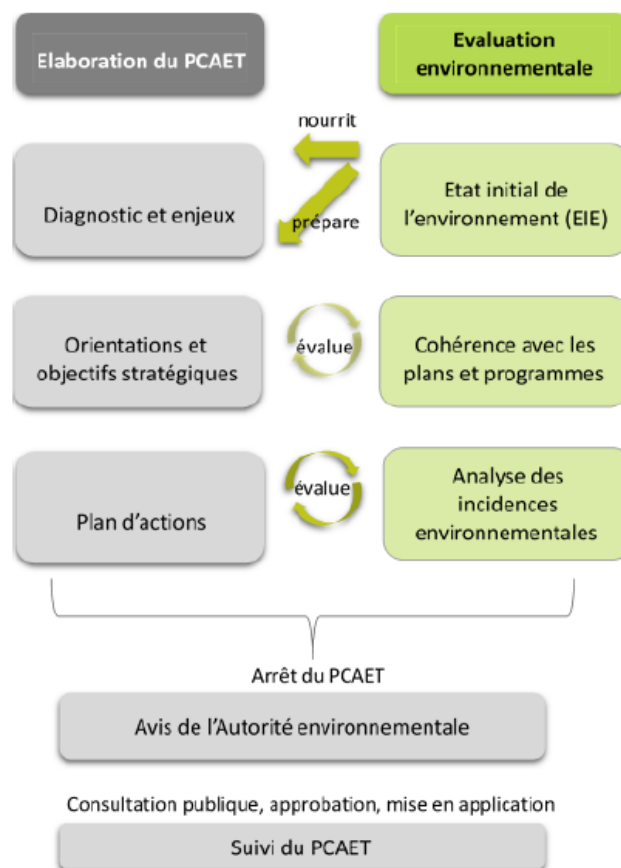 Elaboration du PCAET
Evaluation
environnementale
nourrit
Diagnostic et enjeux
prépare
Etat initial de
l'environnement (EIE)
Orientations et
objectifs stratégiques
évalue
Cohérence avec les
plans et programmes
Plan d'actions
évalue
Analyse des
incidences
environnementales
Arrêt du PCAET
Avis de l'Autorité environnementale
Consultation publique, approbation, mise en application
Suivi du PCAET